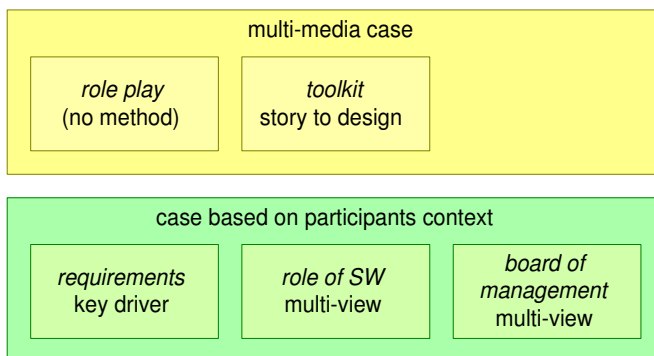 multi-media case
role play
(no method)
toolkit
story to design
case based on participants context
requirements
key driver
role of SW
multi-view
board of
management
multi-view